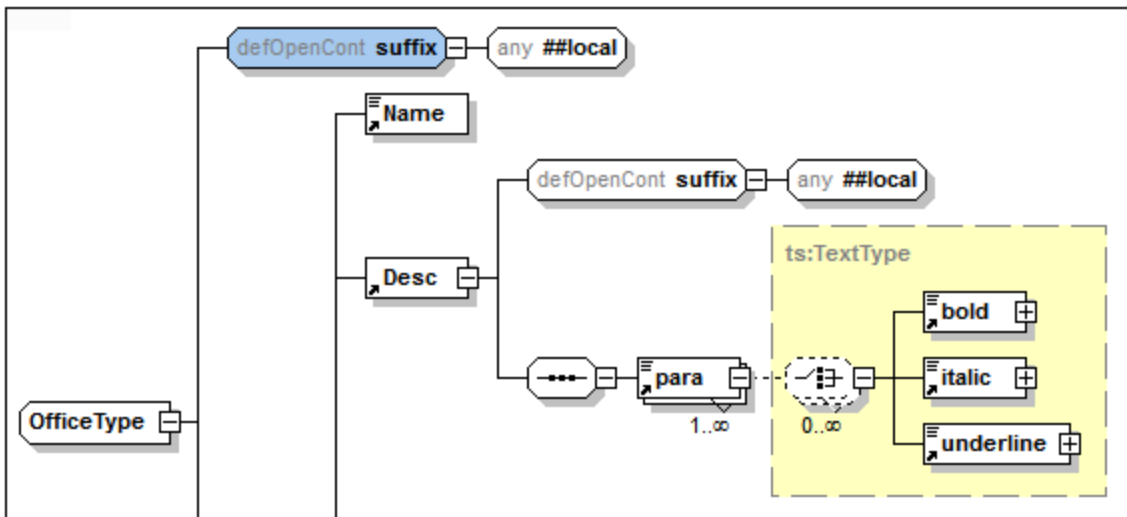 defOpenCont suffix any ##local
Name
defOpenCont suffix any ##local
ts:TextType
Desc
bold
para
italic
OfficeType
1..∞
0..∞
underline